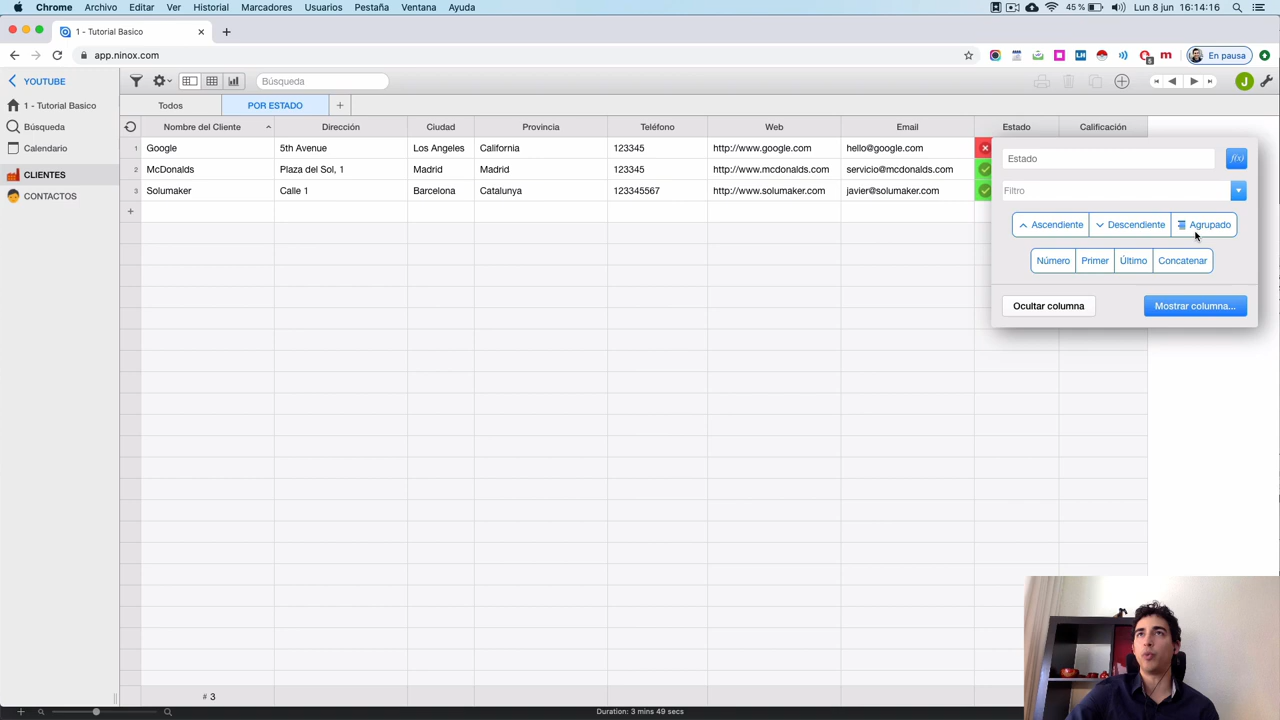 Chrome Archivo Editar Ver Historial Marcadores Usuarios Pestaña Ventana Ayuda 45 % Lun 8 jun 16:14:16
1 - Tutorial Basico
app.ninox.com En pausa
YOUTUBE Búsqueda J
1 - Tutorial Basico Todos POR ESTADO +
Búsqueda Nombre del Cliente Dirección Ciudad Provincia Teléfono Web Email Estado Calificación
Calendario 1 Google 5th Avenue Los Angeles California 123345 http://www.google.com hello@google.com
2 McDonalds Plaza del Sol, 1 Madrid Madrid 123345 http://www.mcdonalds.com servicio@mcdonalds.com
CLIENTES 3 Solumaker Calle 1 Barcelona Catalunya 123345567 http://www.solumaker.com javier@solumaker.com
CONTACTOS
Estado f(x)
Filtro
Ascendiente Descendiente Agrupado
Número Primer Último Concatenar
Ocultar columna Mostrar columna...
# 3
Duration: 3 mins 49 secs